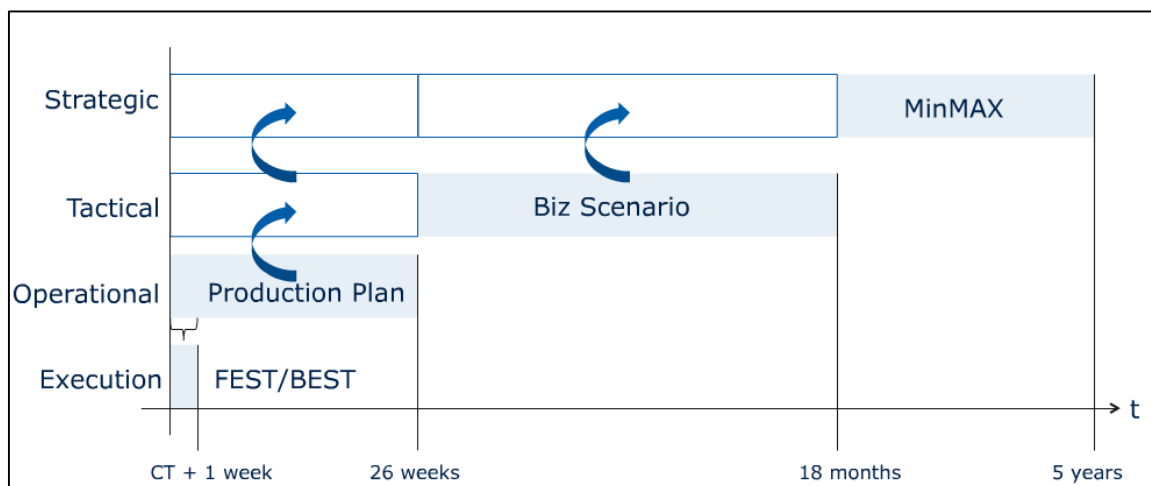 Strategic
MinMAX
Tactical
Biz Scenario
Operational
Production Plan
Execution
FEST/BEST
t
CT + 1 week
26 weeks
18 months
5 years